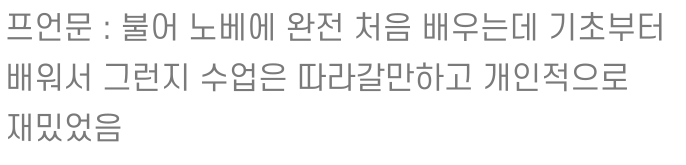 프언문 : 불어 노베에 완전 처음 배우는데 기초부터
배워서 그런지 수업은 따라갈만하고 개인적으로
재밌었음